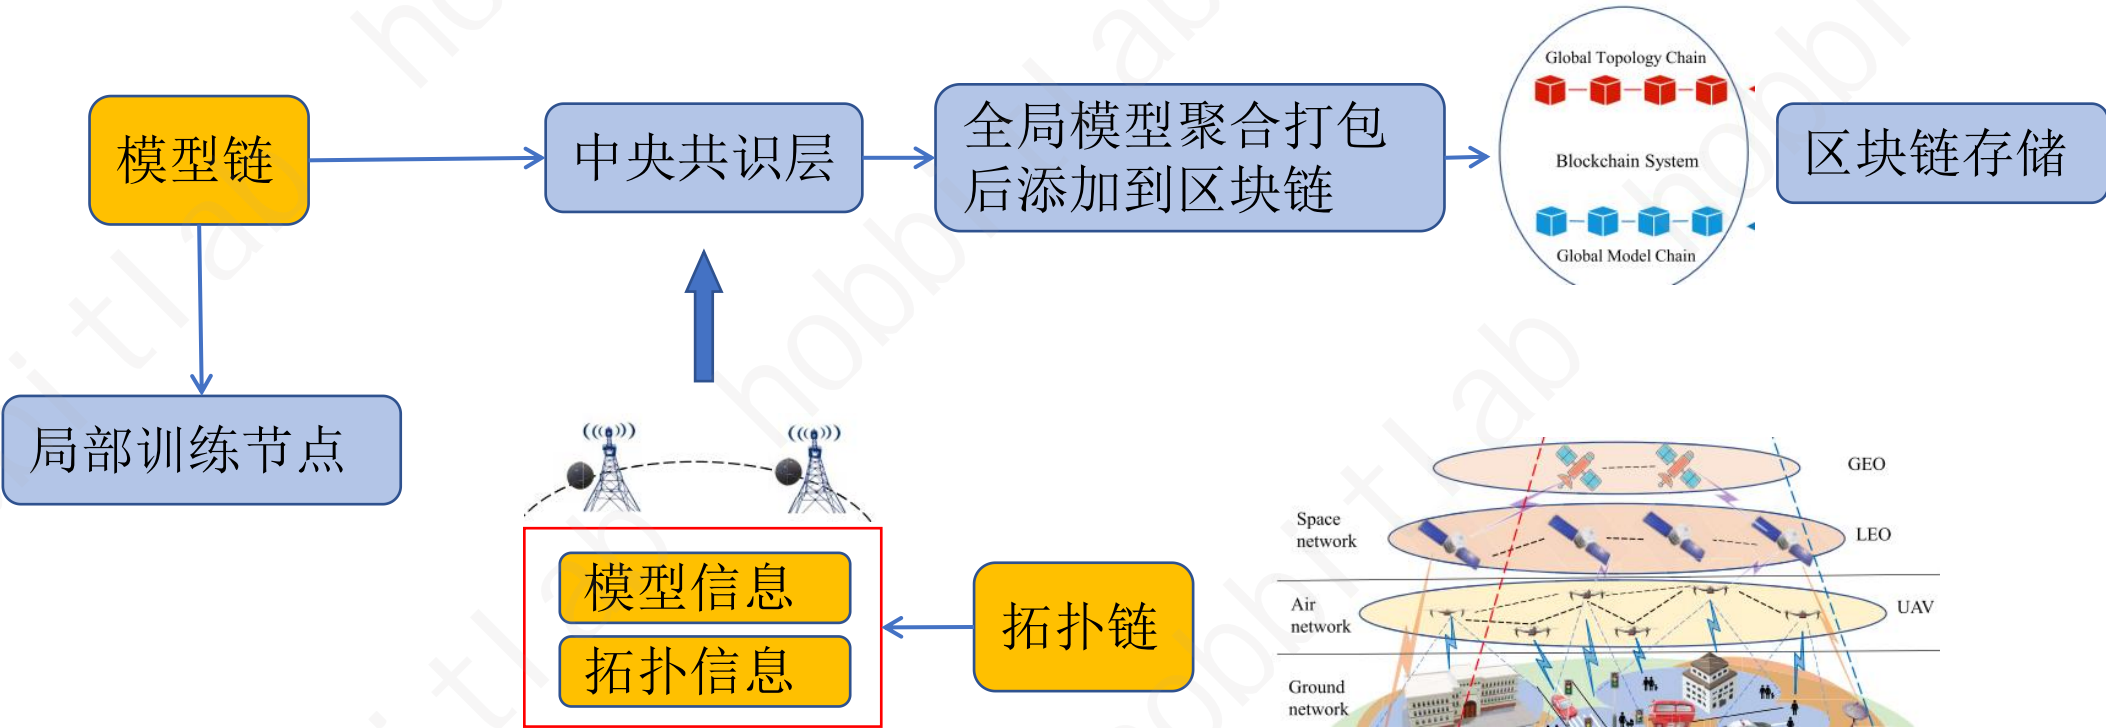 Global Topology Chain
模型链
中央共识层
全局模型聚合打包
后添加到区块链
Blockchain System
区块链存储
Global Model Chain
局部训练节点
模型信息
拓扑信息
拓扑链
GEO
Space
network
LEO
Air
network
UAV
Ground
network
hobbitlab
hobbitlab
hobbitlab